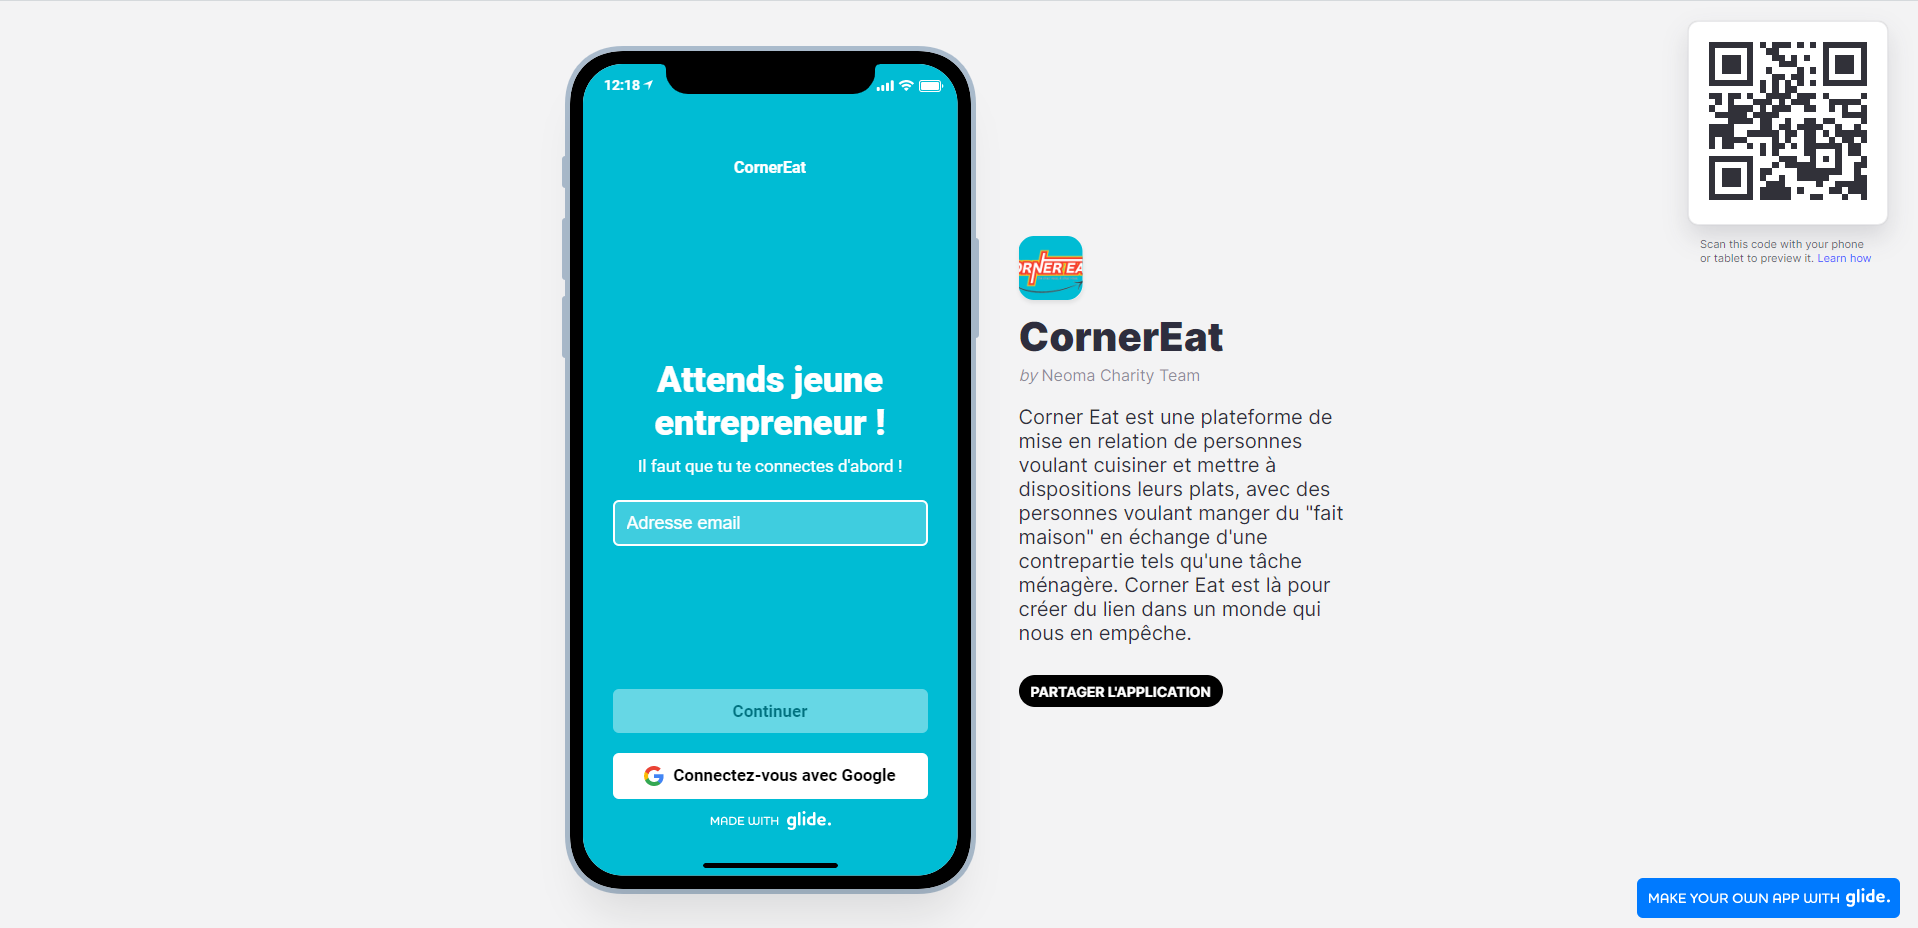 12:18
CornerEat
Attends jeune
entrepreneur !
Il faut que tu te connectes d'abord !
Adresse email
Continuer
Connectez-vous avec Google
MADE WITH glide.
ORNER EA
CornerEat
by Neoma Charity Team
Corner Eat est une plateforme de
mise en relation de personnes
voulant cuisiner et mettre à
dispositions leurs plats, avec des
personnes voulant manger du "fait
maison" en échange d'une
contrepartie tels qu'une tâche
ménagère. Corner Eat est là pour
créer du lien dans un monde qui
nous en empêche.
PARTAGER L'APPLICATION
Scan this code with your phone
or tablet to preview it. Learn how
MAKE YOUR OWN APP WITH glide.